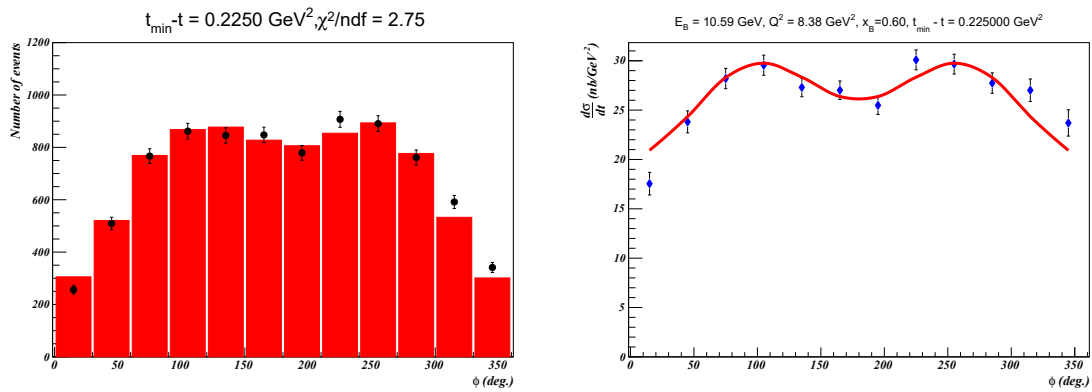 t_min-t = 0.2250 GeV²,χ²/ndf = 2.75
Number of events
1200
1000
800
600
400
200
0
0 50 100 150 200 250 300 350
ϕ (deg.)
E_B = 10.59 GeV, Q² = 8.38 GeV², x_B=0.60, t_min - t = 0.225000 GeV²
dσ/dt (nb/GeV²)
30
25
20
15
10
5
0
0 50 100 150 200 250 300 350
ϕ (deg.)